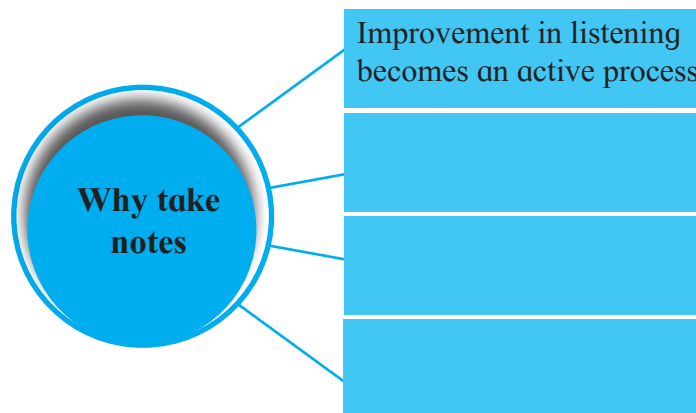 Improvement in listening
becomes an active process
Why take
notes